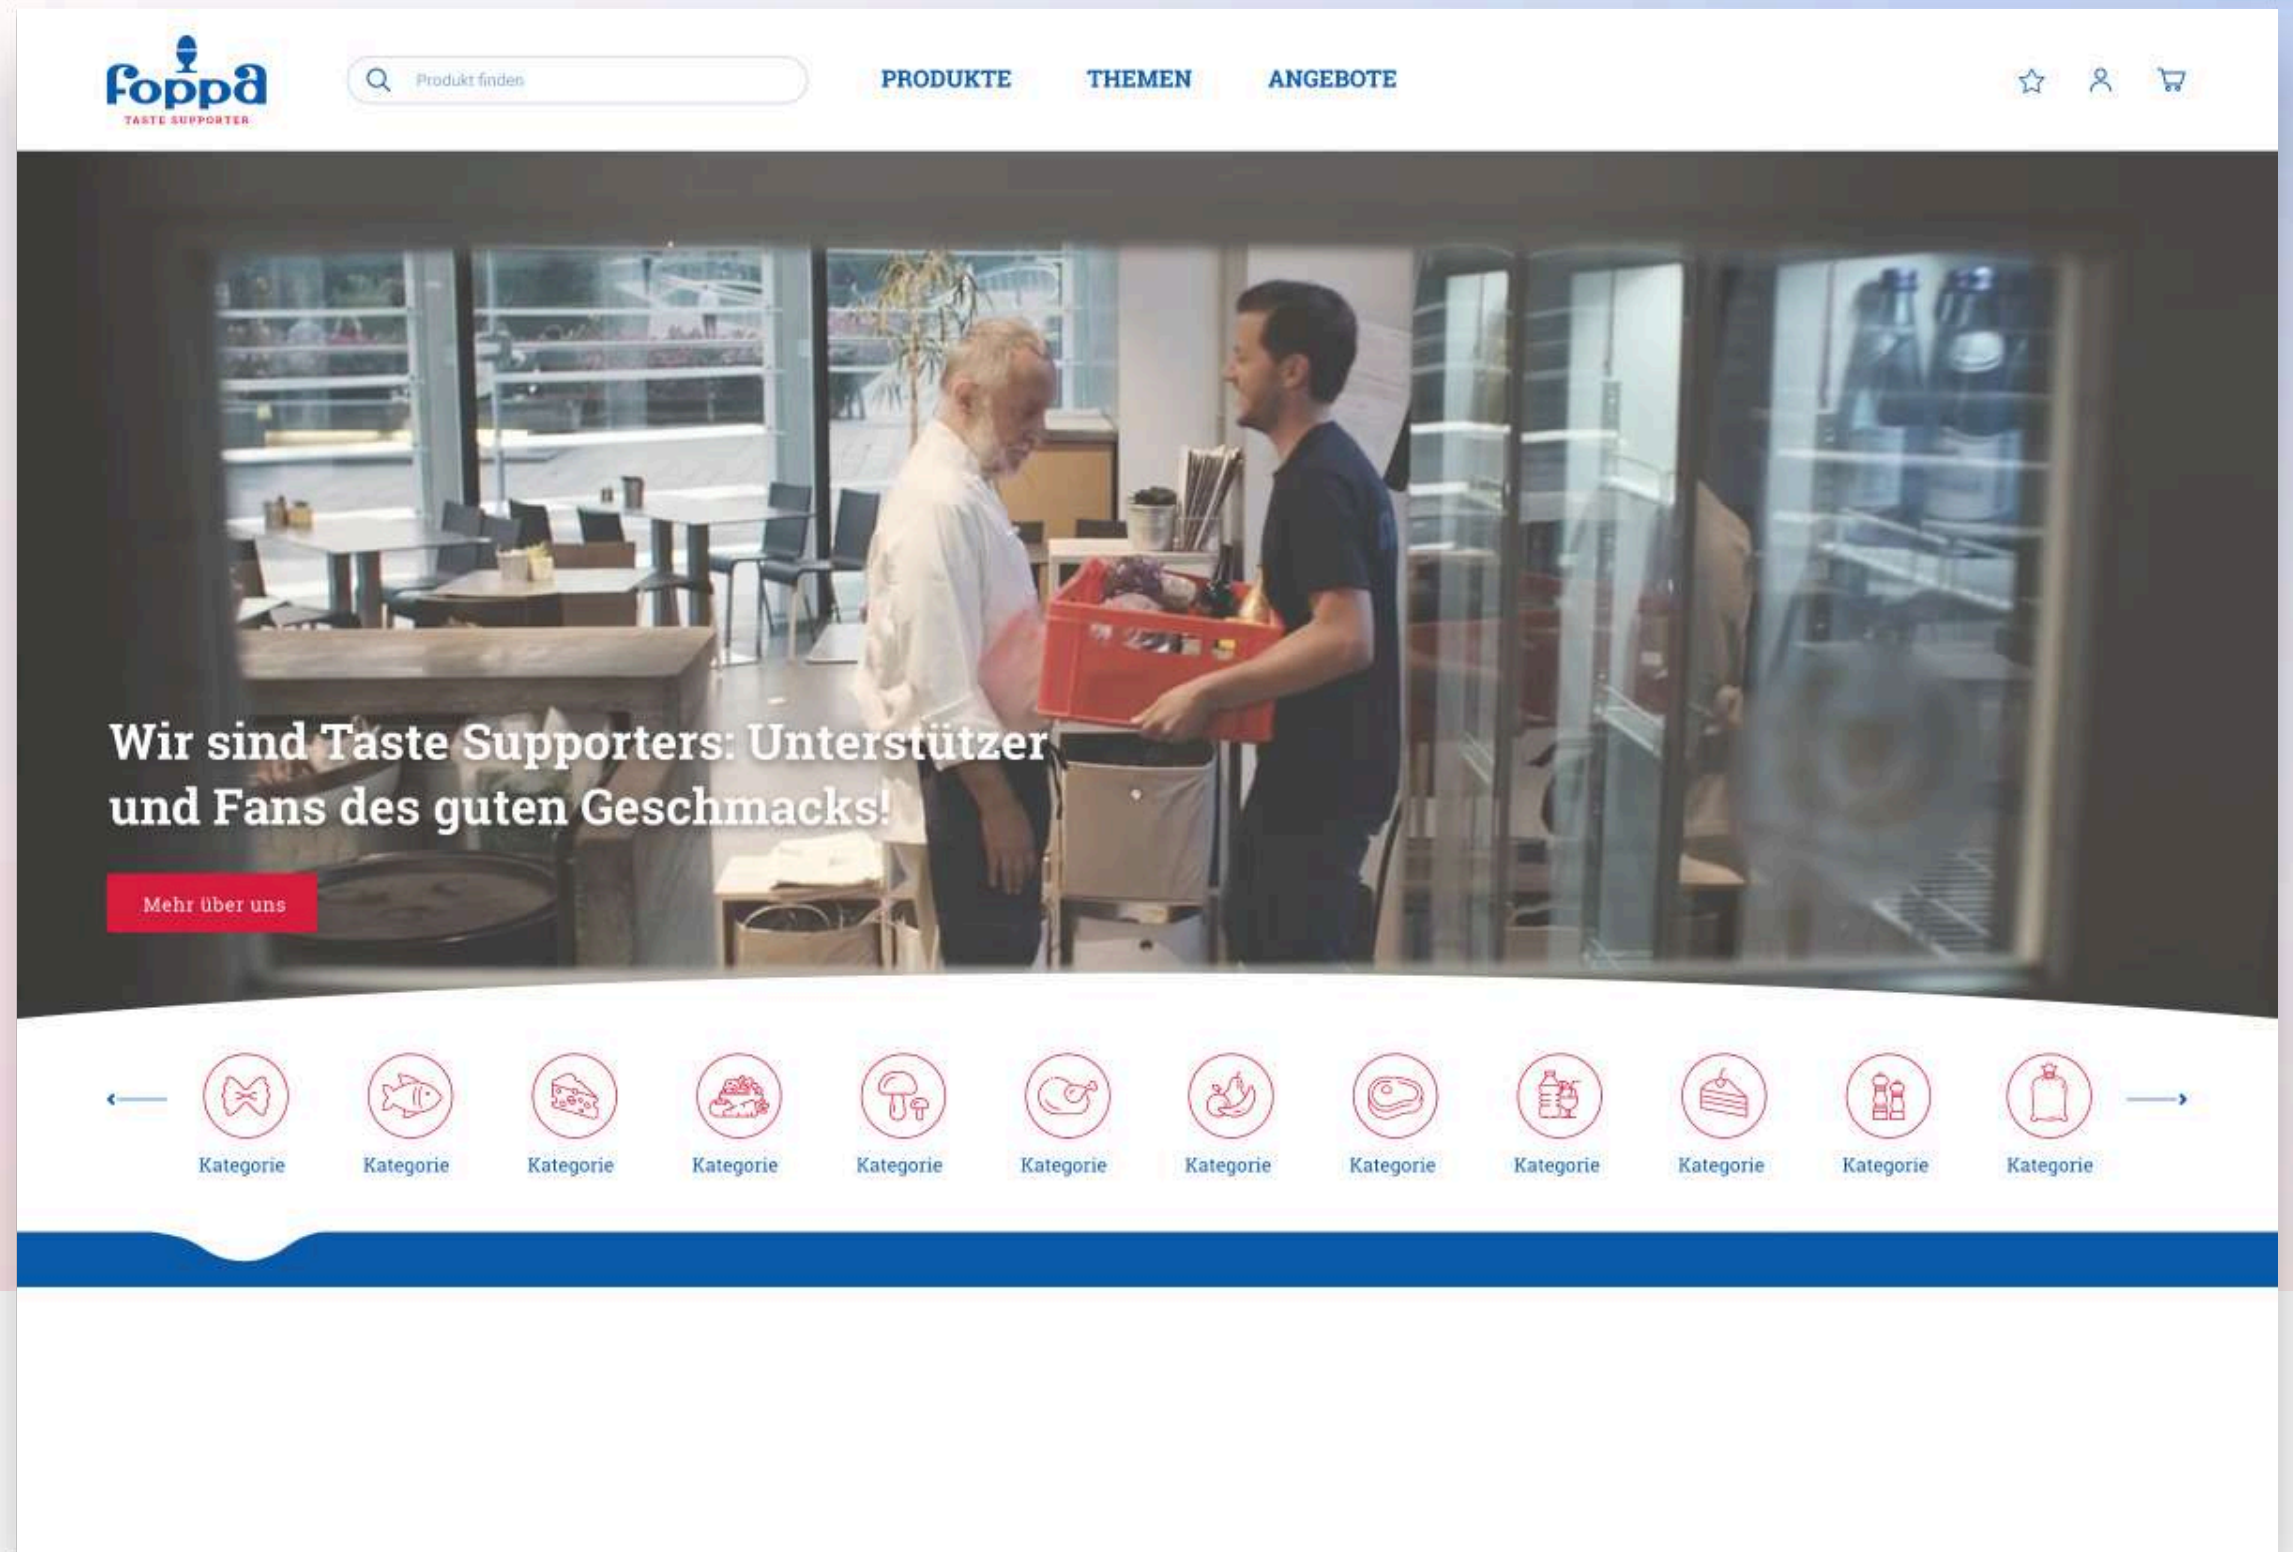 foppa
TASTE SUPPORTER
Produkt finden
PRODUKTE
THEMEN
ANGEBOTE
Wir sind Taste Supporters: Unterstützer
und Fans des guten Geschmacks!
Mehr über uns
Kategorie
Kategorie
Kategorie
Kategorie
Kategorie
Kategorie
Kategorie
Kategorie
Kategorie
Kategorie
Kategorie
Kategorie